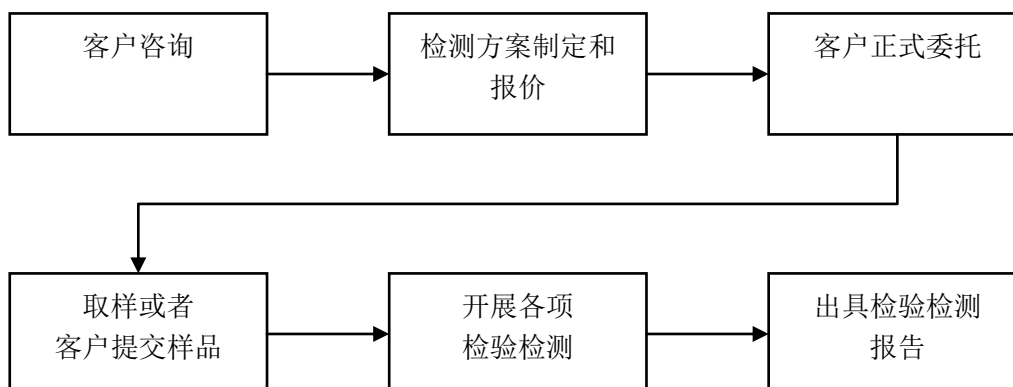 客户咨询
检测方案制定和
报价
客户正式委托
取样或者
客户提交样品
开展各项
检验检测
出具检验检测
报告